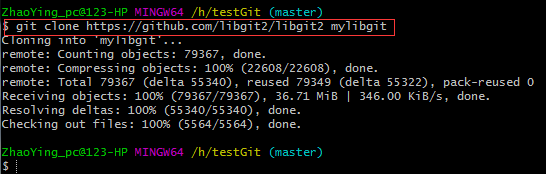 ZhaoYing_pc@123-HP MINGW64 /h/testGit (master)
$ git clone https://github.com/libgit2/libgit2 mylibgit
Cloning into 'mylibgit'...
remote: Counting objects: 79367, done.
remote: Compressing objects: 100% (22608/22608), done.
remote: Total 79367 (delta 55340), reused 79349 (delta 55322), pack-reused 0
Receiving objects: 100% (79367/79367), 36.71 MiB | 346.00 KiB/s, done.
Resolving deltas: 100% (55340/55340), done.
Checking out files: 100% (5564/5564), done.
ZhaoYing_pc@123-HP MINGW64 /h/testGit (master)
$